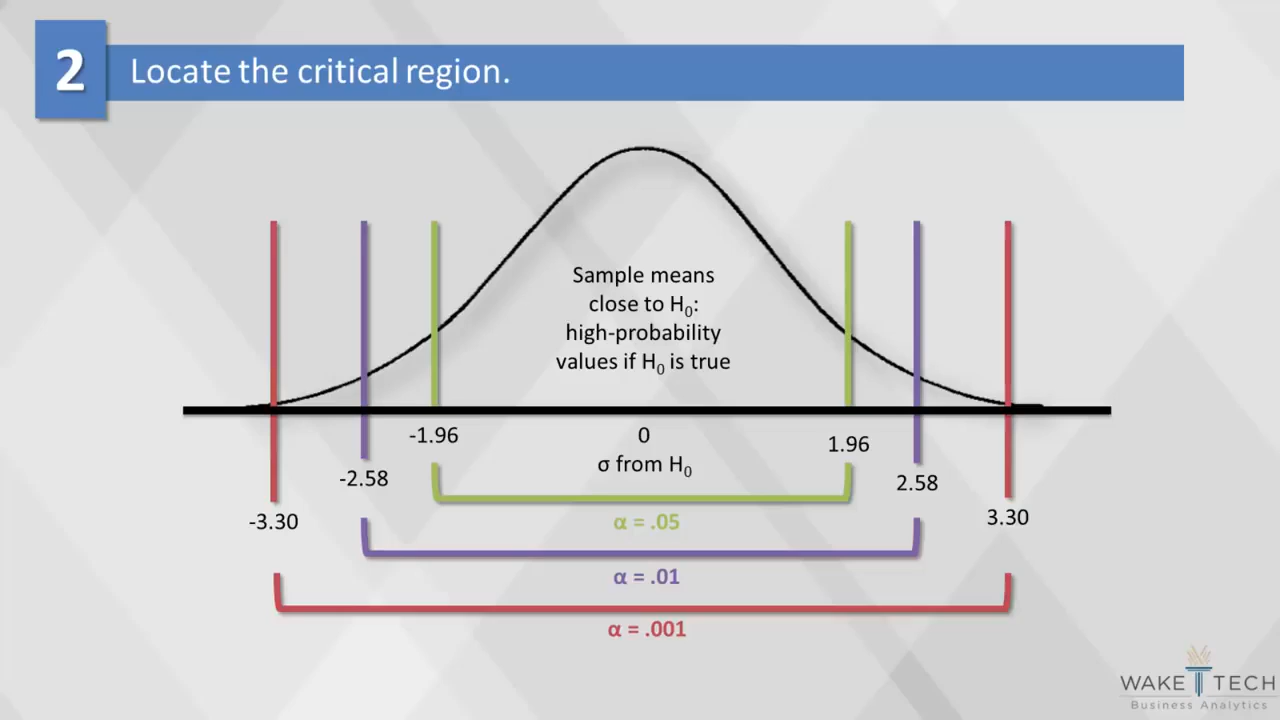 2
Locate the critical region.
Sample means
close to H₀:
high-probability
values if H₀ is true
-1.96
0
1.96
σ from H₀
-2.58
2.58
-3.30
3.30
α = .05
α = .01
α = .001
WAKE TECH
Business Analytics